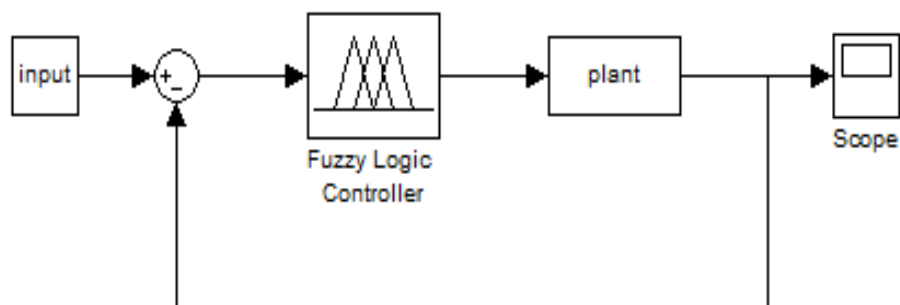 input
+
−
plant
Fuzzy Logic
Controller
Scope